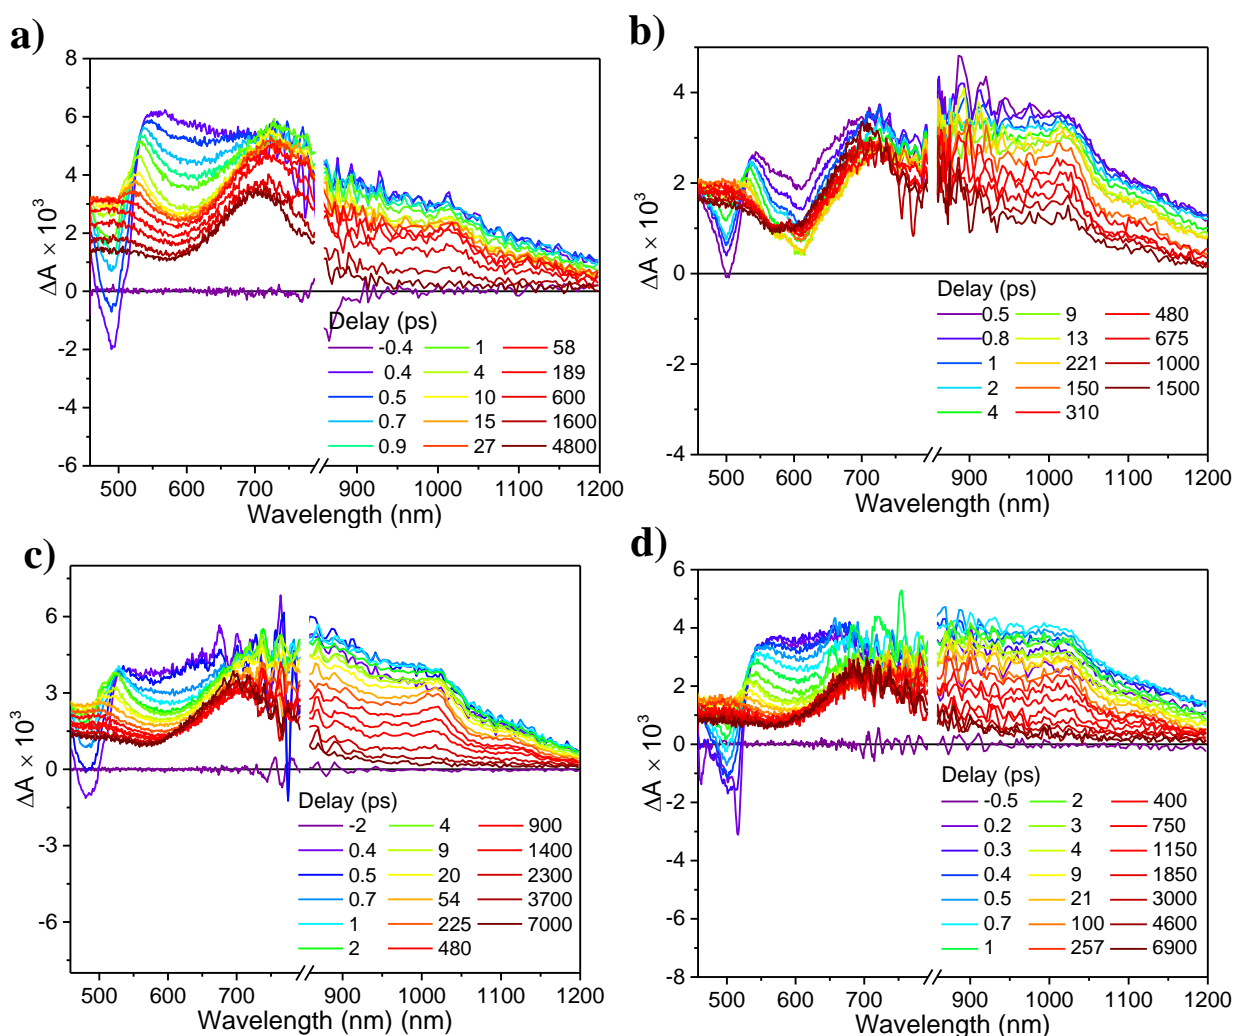 a)
ΔA × 10³
8
6
4
2
0
-2
-4
-6
Delay (ps)
-0.4 1 58
0.4 4 189
0.5 10 600
0.7 15 1600
0.9 27 4800
500 600 700 900 1000 1100 1200
Wavelength (nm)
b)
ΔA × 10³
4
2
0
-2
-4
Delay (ps)
0.5 9 480
0.8 13 675
1 221 1000
2 150 1500
4 310
500 600 700 900 1000 1100 1200
Wavelength (nm)
c)
ΔA × 10³
6
3
0
-3
-6
Delay (ps)
-2 4 900
0.4 9 1400
0.5 20 2300
0.7 54 3700
1 225 7000
2 480
500 600 700 900 1000 1100 1200
Wavelength (nm) (nm)
d)
ΔA × 10³
6
4
2
0
-2
-4
-6
-8
Delay (ps)
-0.5 2 400
0.2 3 750
0.3 4 1150
0.4 9 1850
0.5 21 3000
0.7 100 4600
1 257 6900
500 600 700 900 1000 1100 1200
Wavelength (nm)